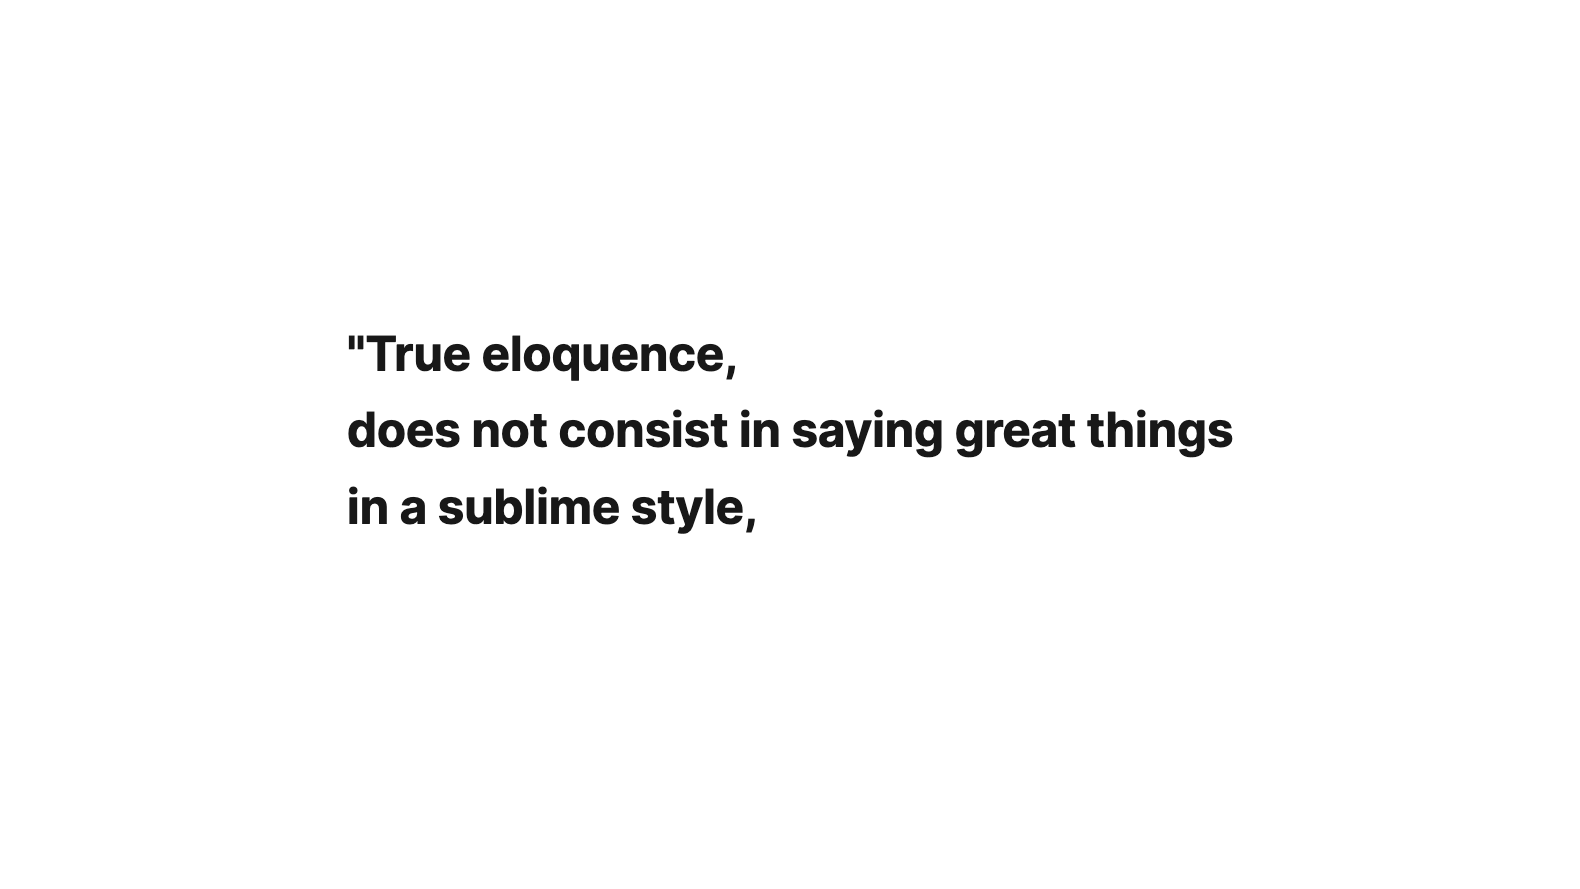 "True eloquence,
does not consist in saying great things
in a sublime style,